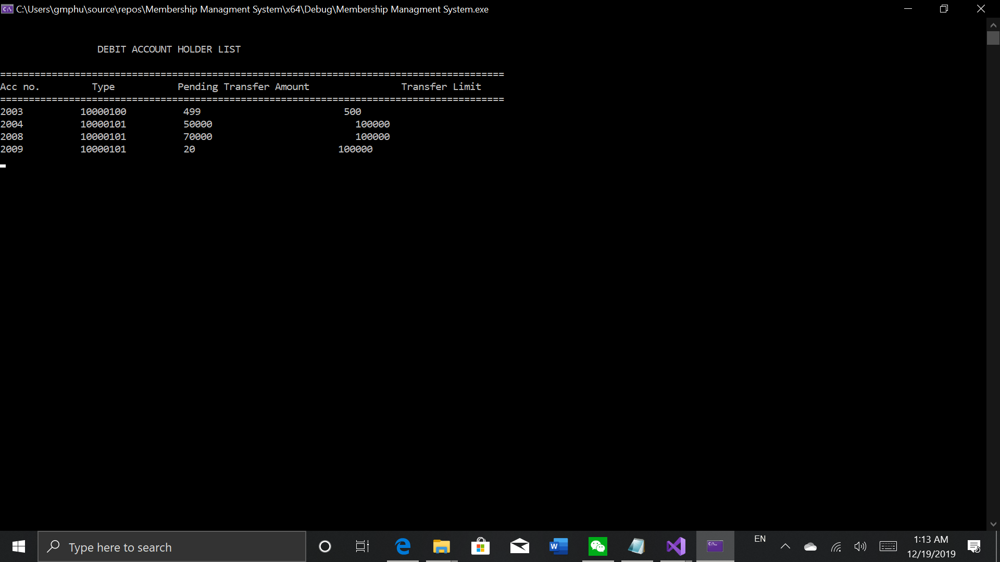 C:\Users\gmphu\source\repos\Membership Managment System\x64\Debug\Membership Managment System.exe
DEBIT ACCOUNT HOLDER LIST
========================================================================================
Acc no. Type Pending Transfer Amount Transfer Limit
========================================================================================
2003 10000100 499 500
2004 10000101 50000 100000
2008 10000101 70000 100000
2009 10000101 20 100000
Type here to search
EN
1:13 AM
12/19/2019